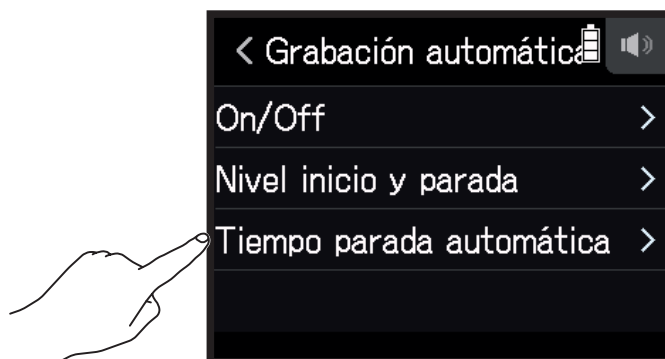 Grabación automática
On/Off
Nivel inicio y parada
Tiempo parada automática